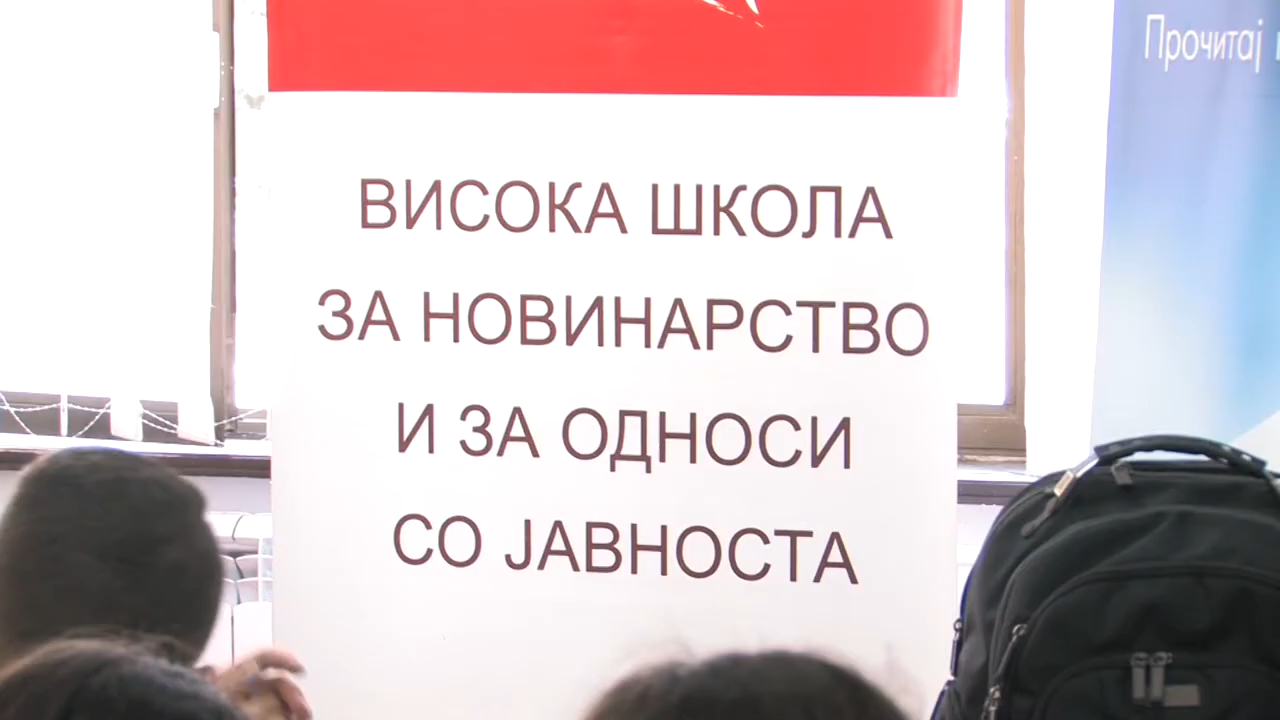 ВИСОКА ШКОЛА
ЗА НОВИНАРСТВО
И ЗА ОДНОСИ
СО ЈАВНОСТА
Прочитај